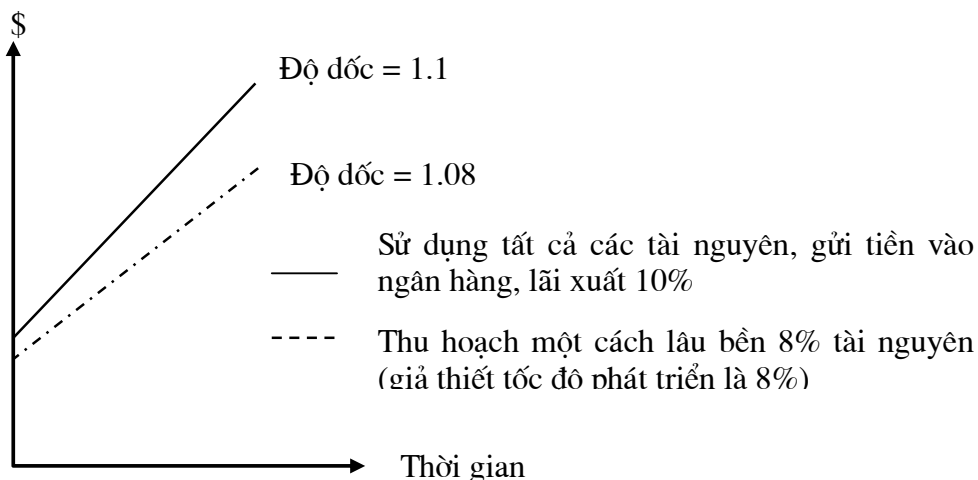 $
Độ dốc = 1.1
Độ dốc = 1.08
Sử dụng tất cả các tài nguyên, gửi tiền vào
ngân hàng, lãi xuất 10%
Thu hoạch một cách lâu bền 8% tài nguyên
(giả thiết tốc độ phát triển là 8%)
Thời gian